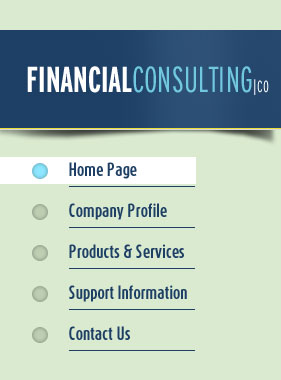 FINANCIALCONSULTING|CO
Home Page
Company Profile
Products & Services
Support Information
Contact Us